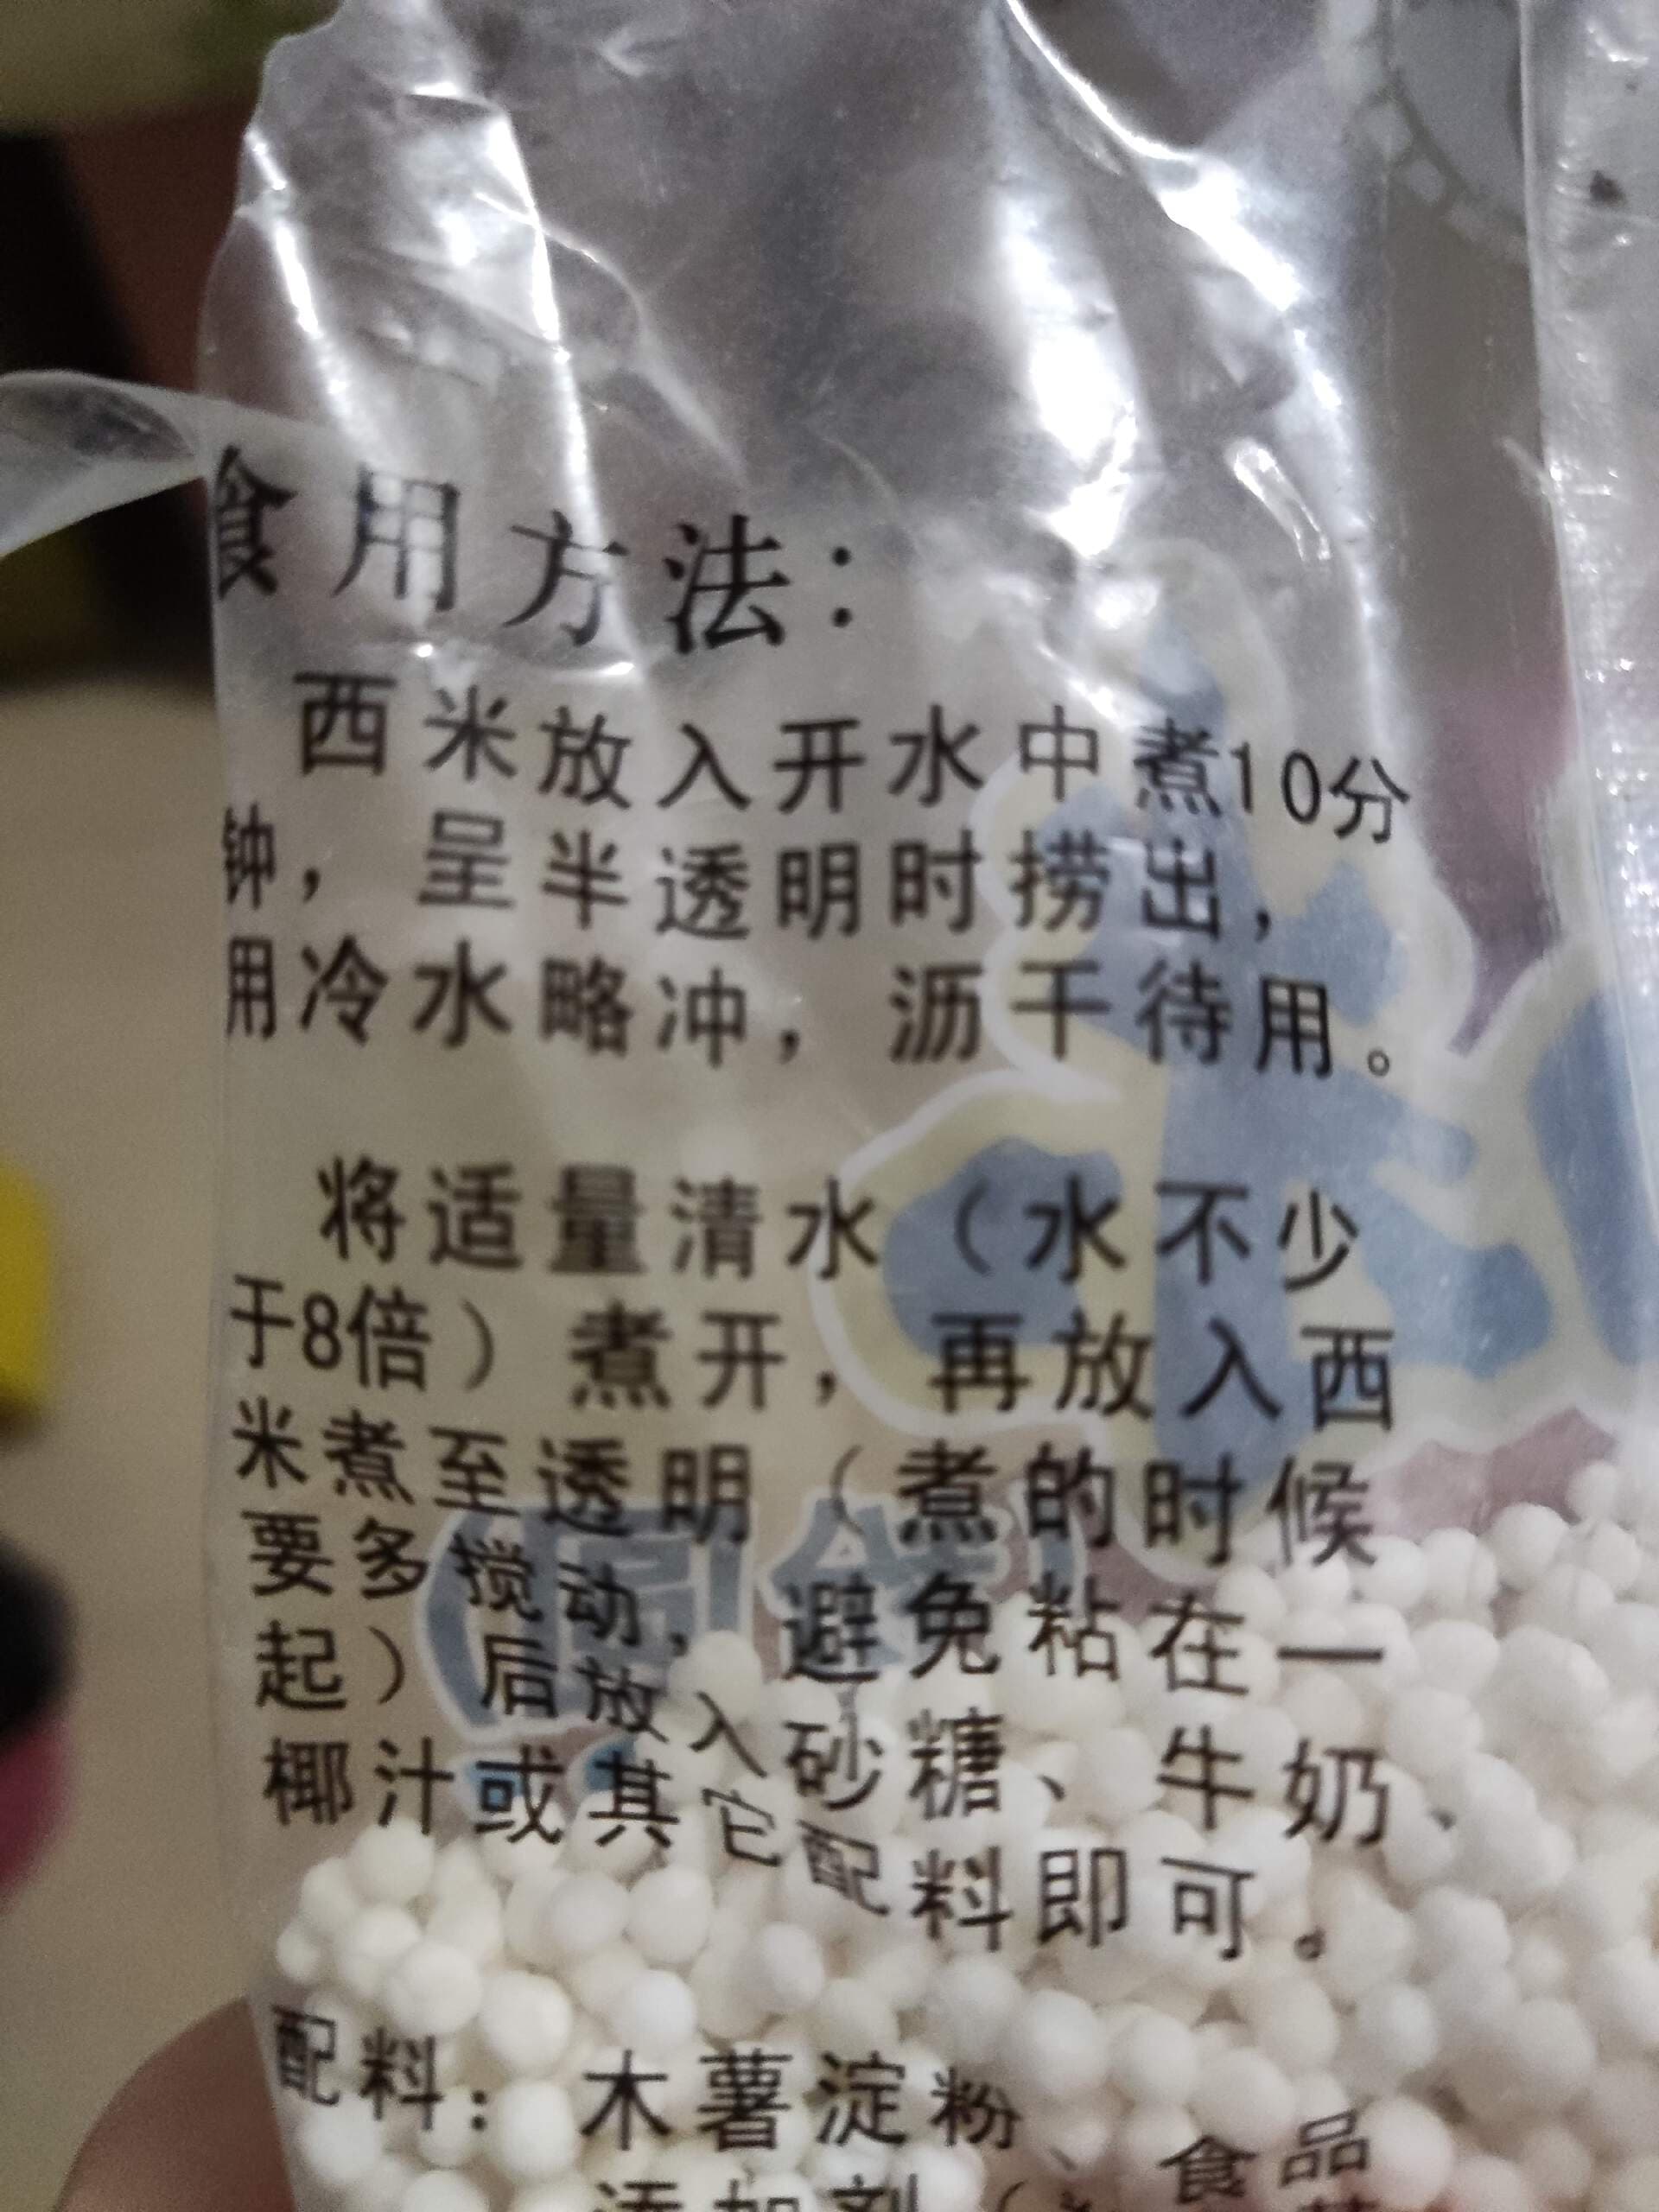 食用方法：
西米放入开水中煮10分
钟，呈半透明时捞出，
用冷水略冲，沥干待用。
将适量清水（水不少
于8倍）煮开，再放入西
米煮至透明（煮的时候
要多搅动，避免粘在一
起）后放入砂糖、牛奶、
椰汁或其它配料即可。
配料：木薯淀粉、食品
添加剂（